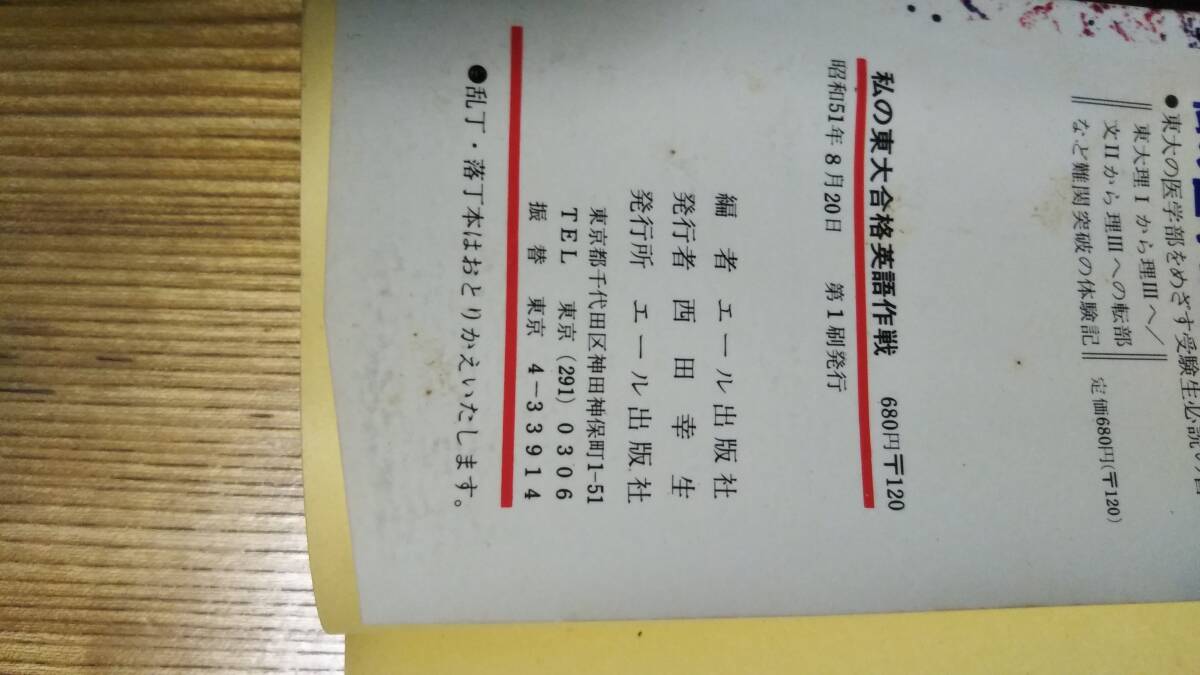 ●東大の医学部をめざす受験生必読の
東大理Ⅰから理Ⅲへ/
文Ⅱから理Ⅲへの転部
など難関突破の体験記
定価680円(〒120)
私の東大合格英語作戦 680円〒120
昭和51年8月20日 第1刷発行
編者 エール出版社
発行者 西田幸生
発行所 エール出版社
東京都千代田区神田神保町1-51
TEL 東京(291)0306
振替 東京 4-33914
●乱丁・落丁本はおとりかえいたします。